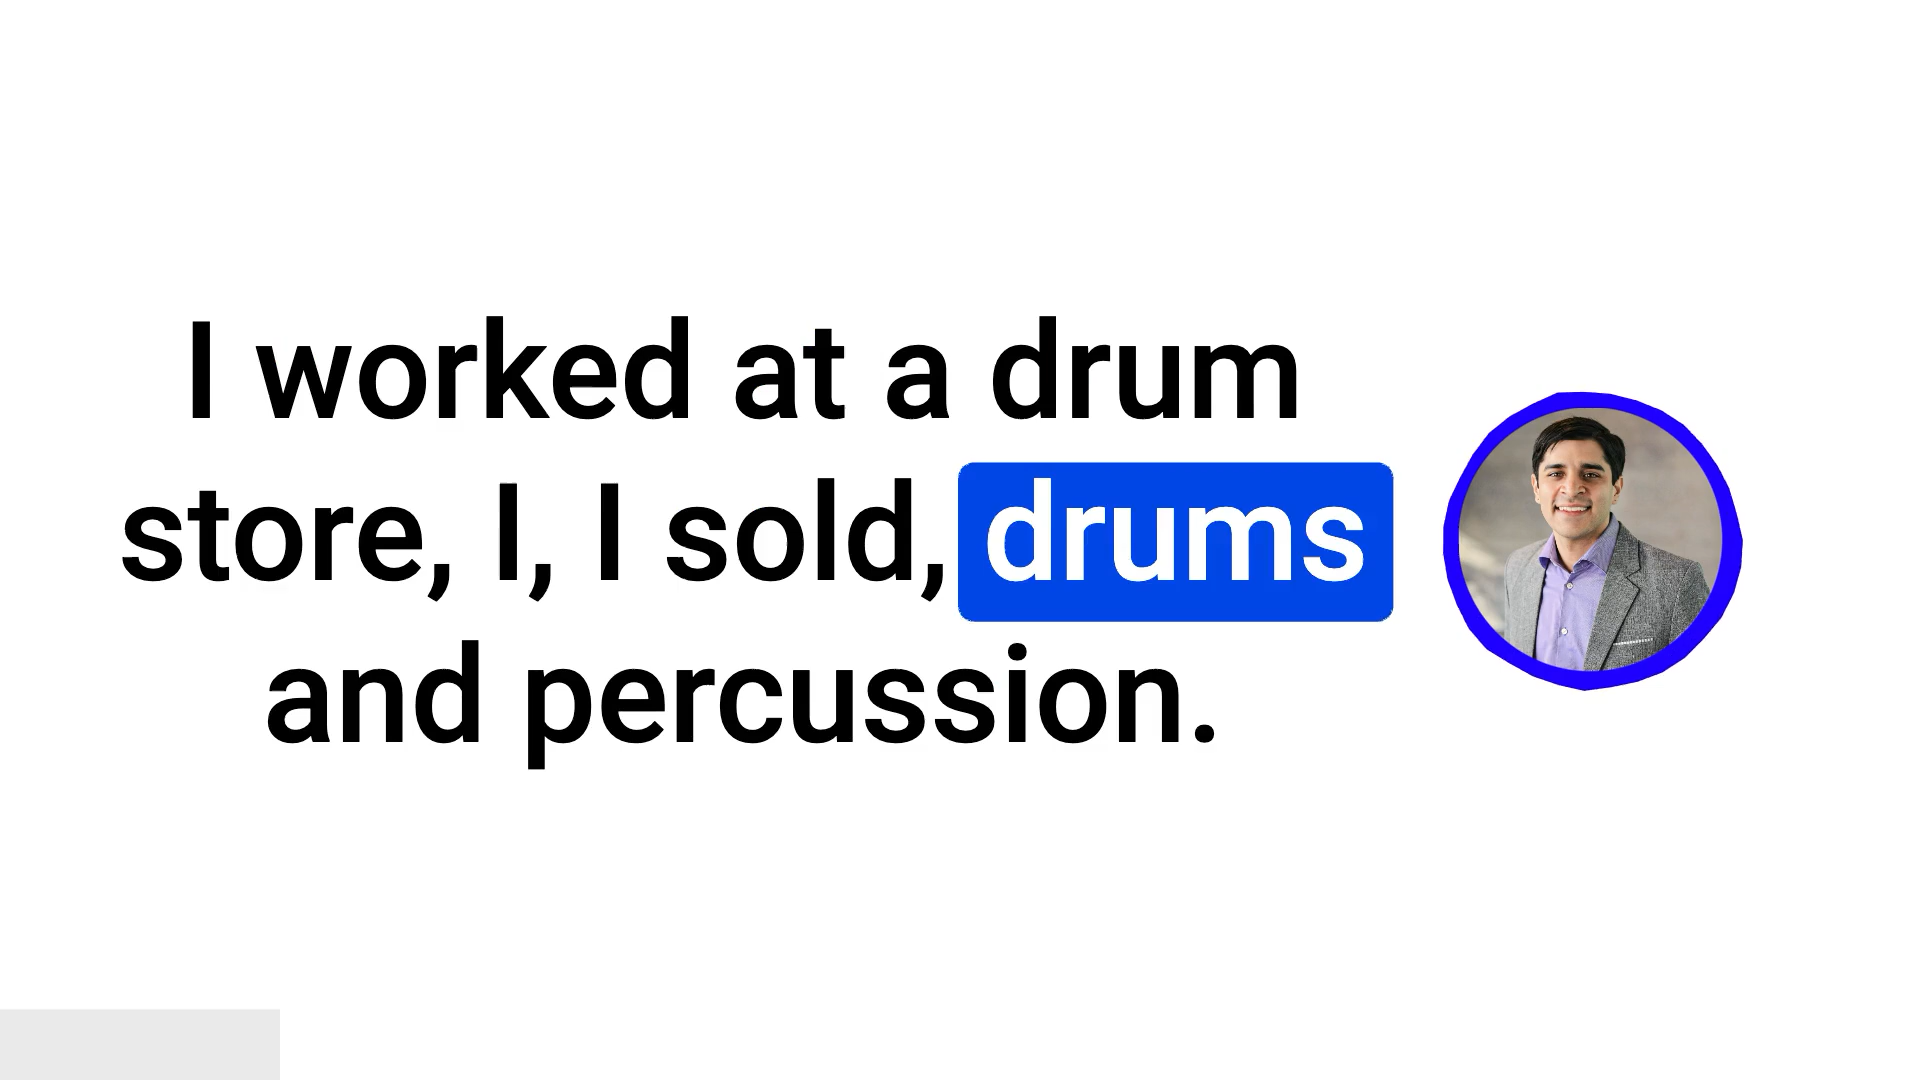 I worked at a drum
store, I, I sold, drums
and percussion.